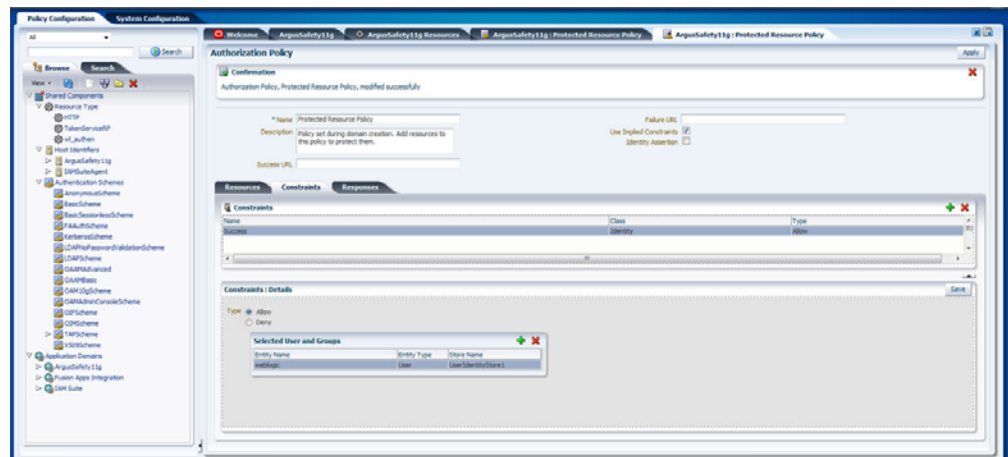 Policy Configuration
System Configuration
All
Search
Browse
Search
View
Shared Components
Resource Type
HTTP
TokenServiceRP
wl_authen
Host Identifiers
ArgusSafety11g
IAMSuiteAgent
Authentication Schemes
AnonymousScheme
BasicScheme
BasicSessionlessScheme
FAAuthScheme
KerberosScheme
LDAPNoPasswordValidationScheme
LDAPScheme
OAAMAdvanced
OAAMBasic
OAM10gScheme
OAMAdminConsoleScheme
OIFScheme
OIMScheme
TAPScheme
X509Scheme
Application Domains
ArgusSafety11g
Fusion Apps Integration
IAM Suite
Welcome
ArgusSafety11g
ArgusSafety11g Resources
ArgusSafety11g : Protected Resource Policy
ArgusSafety11g : Protected Resource Policy
Authorization Policy
Apply
Confirmation
Authorization Policy, Protected Resource Policy, modified successfully
* Name Protected Resource Policy
Description Policy set during domain creation. Add resources to
this policy to protect them.
Success URL
Failure URL
Use Implied Constraints
Identity Assertion
Resources
Constraints
Responses
Constraints
Name Class Type
Success Identity Allow
Constraints : Details
Save
Type Allow
Deny
Selected User and Groups
Entity Name Entity Type Store Name
weblogic User UserIdentityStore1